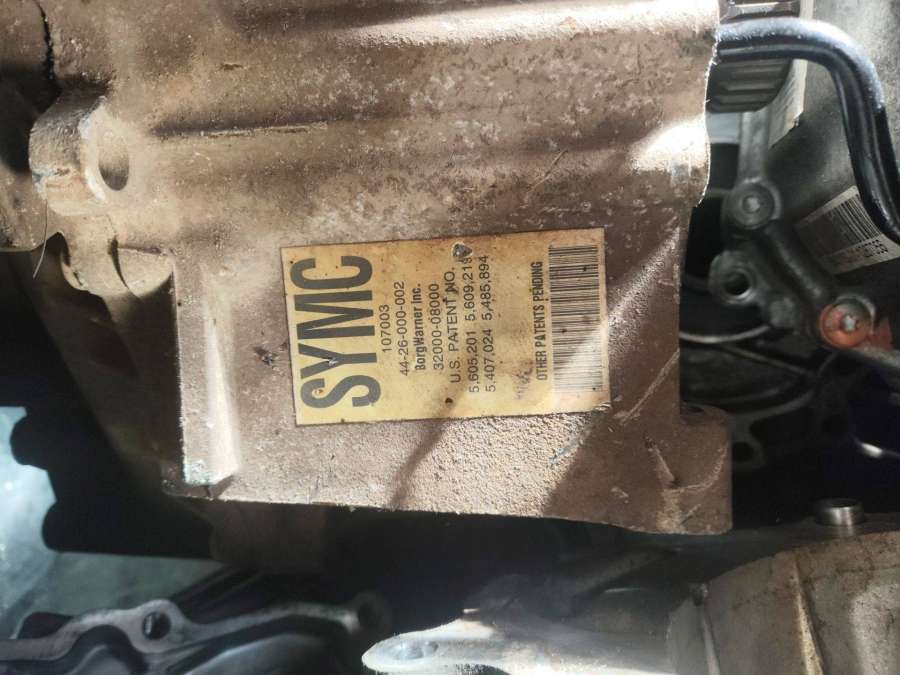 SYMC
107003
44-26-000-002
BorgWarner Inc.
32000-08000
U.S. PATENT NO.
5,605,201 5,609,219
5,407,024 5,485,894
OTHER PATENTS PENDING